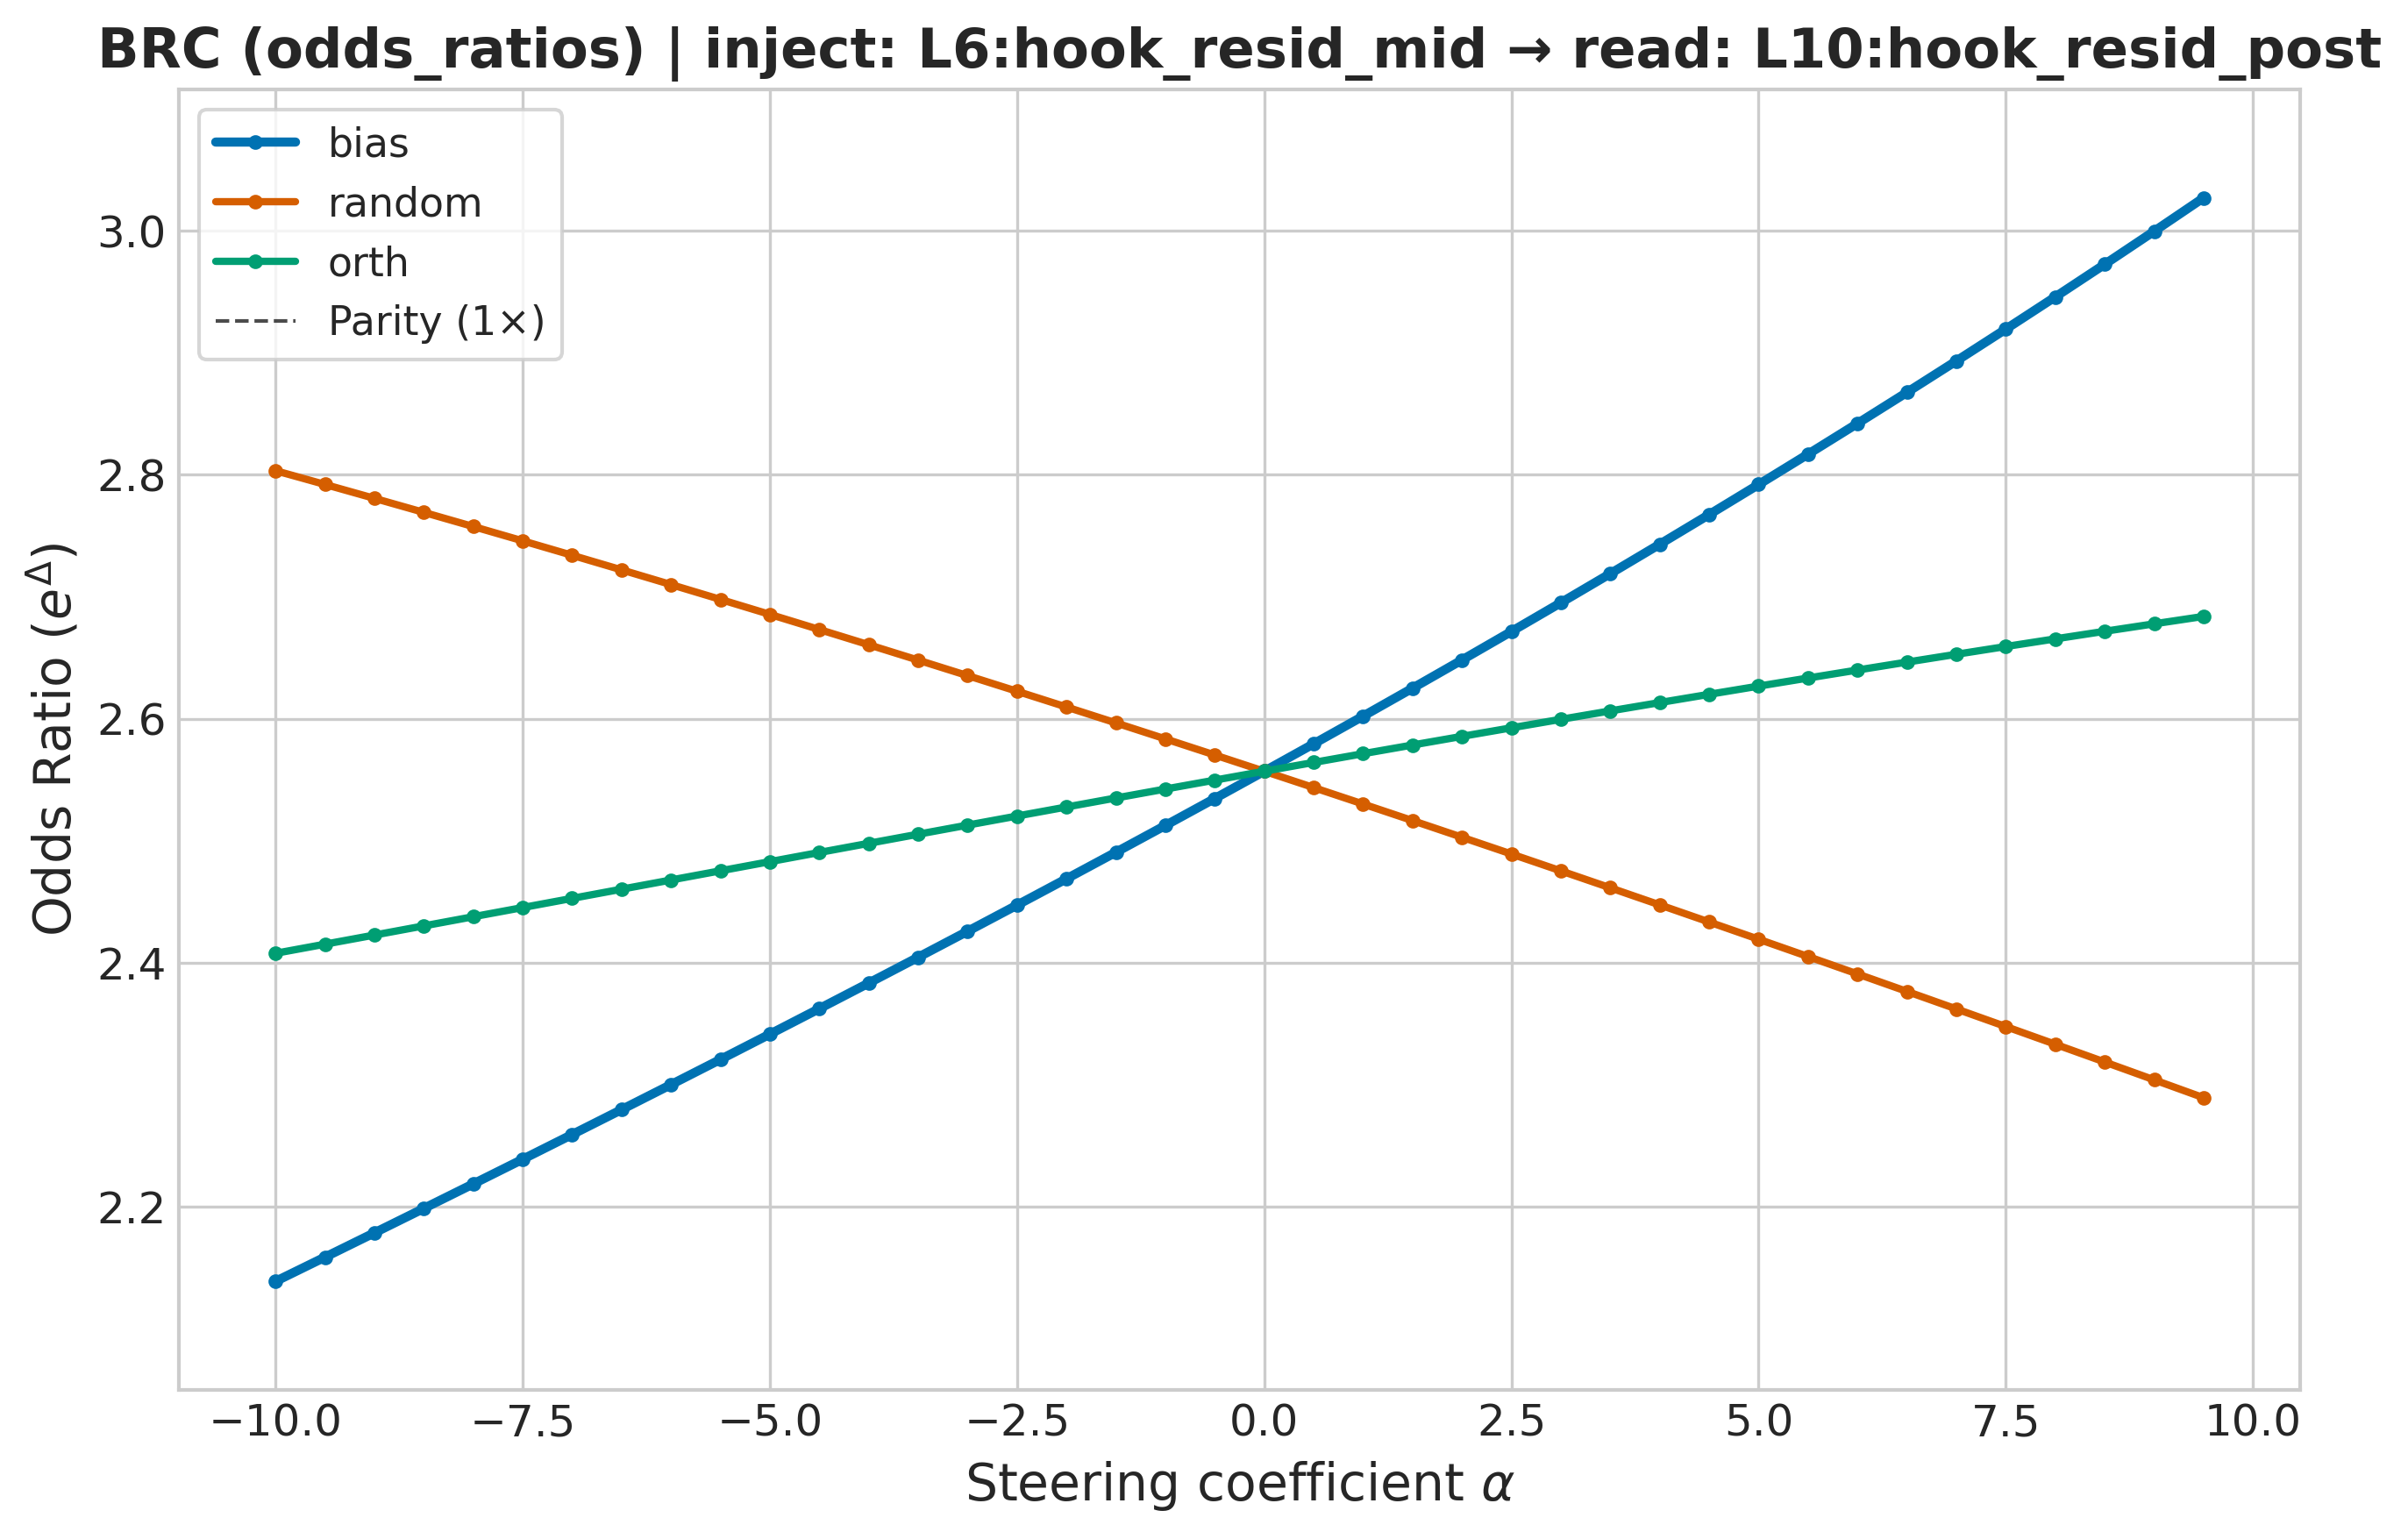 BRC (odds_ratios) | inject: L6:hook_resid_mid → read: L10:hook_resid_post
bias
random
orth
Parity (1×)
3.0
2.8
2.6
2.4
2.2
Odds Ratio (e^Δ)
−10.0 −7.5 −5.0 −2.5 0.0 2.5 5.0 7.5 10.0
Steering coefficient α